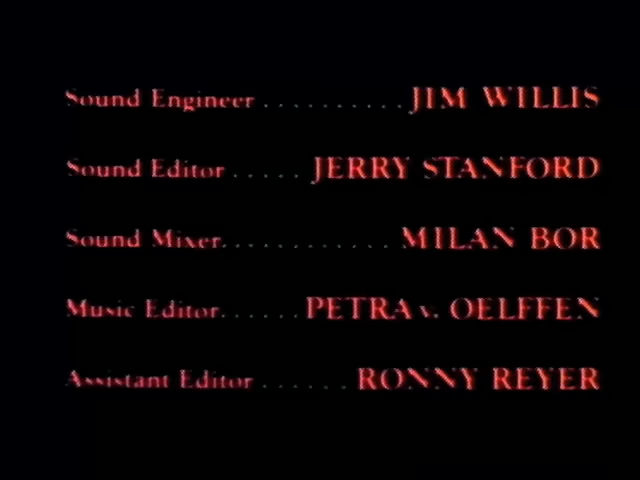 Sound Engineer .......... JIM WILLIS
Sound Editor ..... JERRY STANFORD
Sound Mixer............ MILAN BOR
Music Editor...... PETRA v. OELFFEN
Assistant Editor ...... RONNY REYER